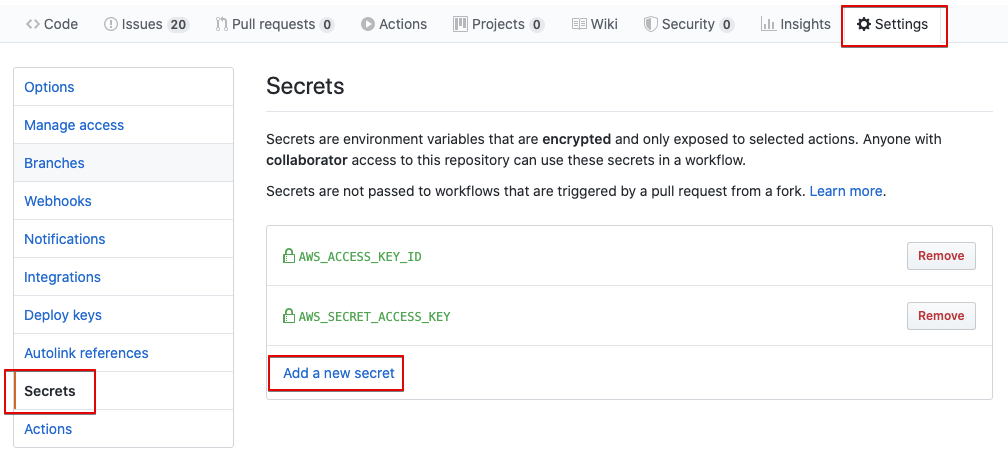 Code Issues 20 Pull requests 0 Actions Projects 0 Wiki Security 0 Insights Settings
Options
Manage access
Branches
Webhooks
Notifications
Integrations
Deploy keys
Autolink references
Secrets
Actions
Secrets
Secrets are environment variables that are encrypted and only exposed to selected actions. Anyone with
collaborator access to this repository can use these secrets in a workflow.
Secrets are not passed to workflows that are triggered by a pull request from a fork. Learn more.
AWS_ACCESS_KEY_ID Remove
AWS_SECRET_ACCESS_KEY Remove
Add a new secret